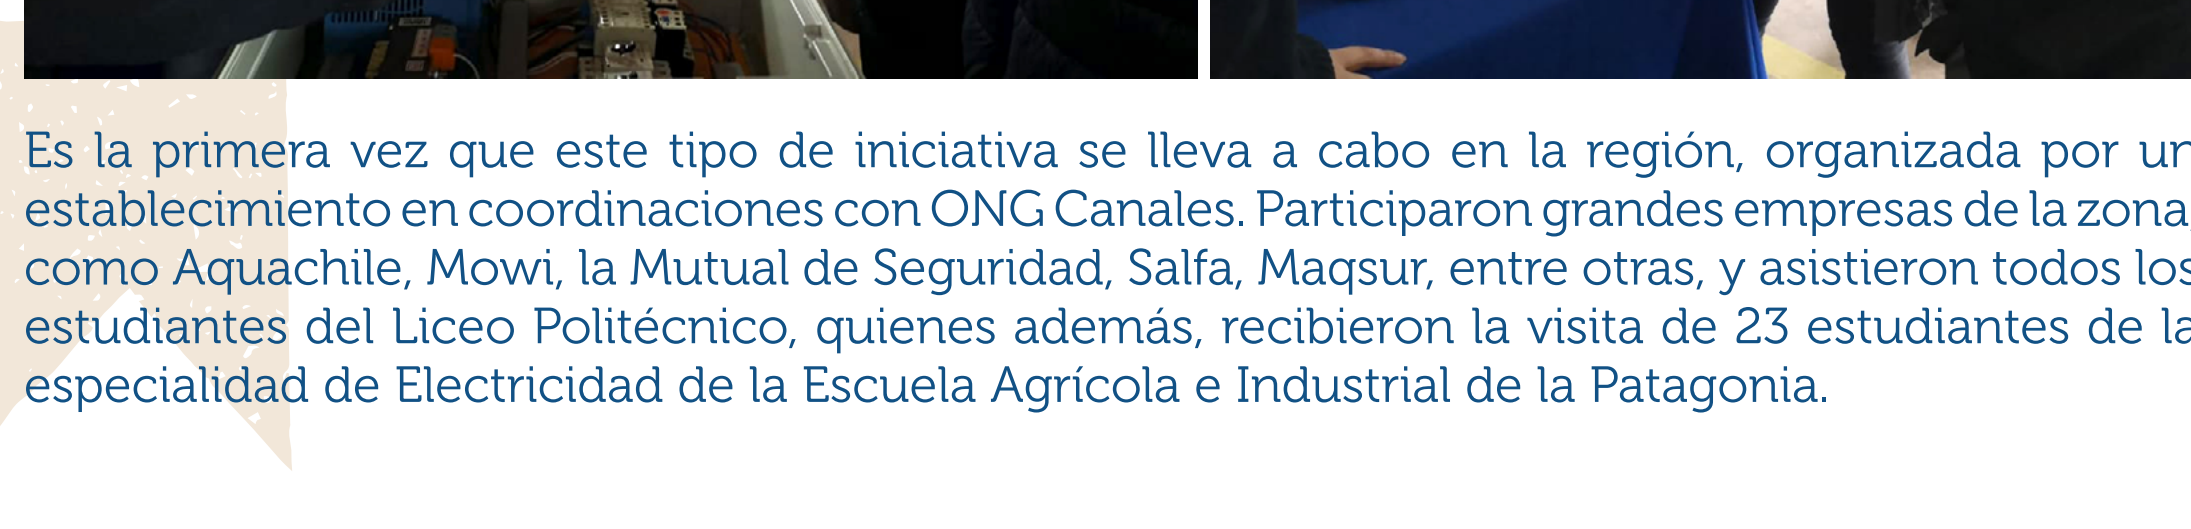 Es la primera vez que este tipo de iniciativa se lleva a cabo en la región, organizada por un
establecimiento en coordinaciones con ONG Canales. Participaron grandes empresas de la zona,
como Aquachile, Mowi, la Mutual de Seguridad, Salfa, Maqsur, entre otras, y asistieron todos los
estudiantes del Liceo Politécnico, quienes además, recibieron la visita de 23 estudiantes de la
especialidad de Electricidad de la Escuela Agrícola e Industrial de la Patagonia.